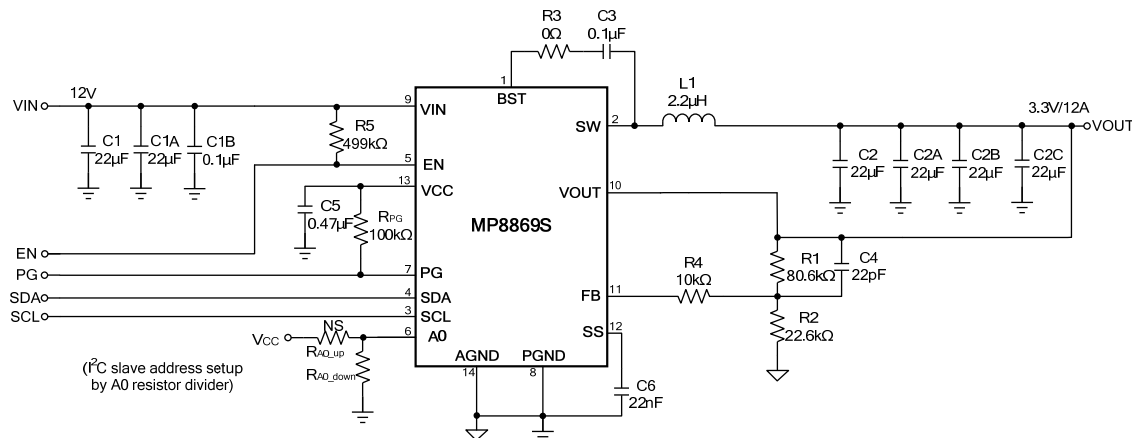 R3
0Ω
C3
0.1µF
1
BST
L1
2.2µH
12V
VIN
9
VIN
SW
2
3.3V/12A
VOUT
C1
22µF
C1A
22µF
C1B
0.1µF
R5
499kΩ
5
EN
C2
22µF
C2A
22µF
C2B
22µF
C2C
22µF
13
VCC
VOUT
10
C5
0.47µF
RPG
100kΩ
MP8869S
EN
R1
80.6kΩ
C4
22pF
PG
7
PG
R4
10kΩ
FB
11
SDA
4
SDA
SCL
3
SCL
R2
22.6kΩ
SS
12
VCC
NS
6
A0
RA0_up
RA0_down
AGND
PGND
14
8
C6
22nF
(I²C slave address setup
by A0 resistor divider)